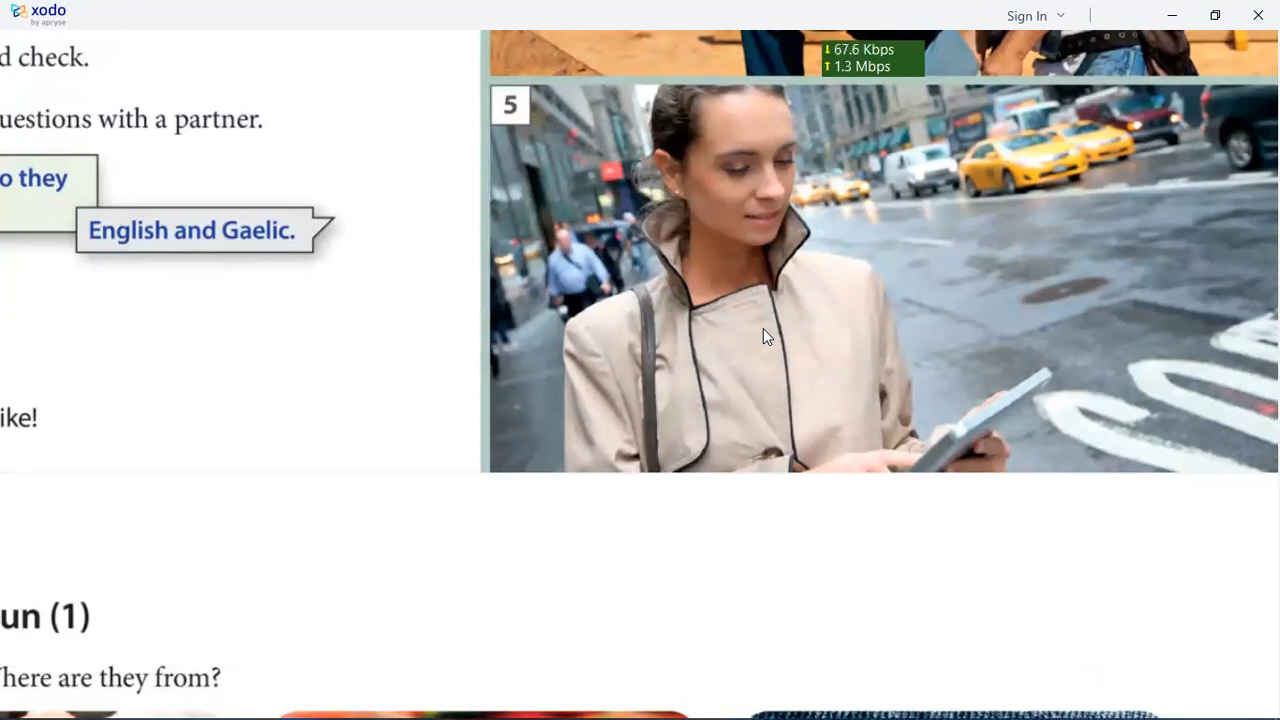 xodo
by apryse
Sign In
67.6 Kbps
1.3 Mbps
d check.
5
uestions with a partner.
o they
English and Gaelic.
ike!
un (1)
here are they from?